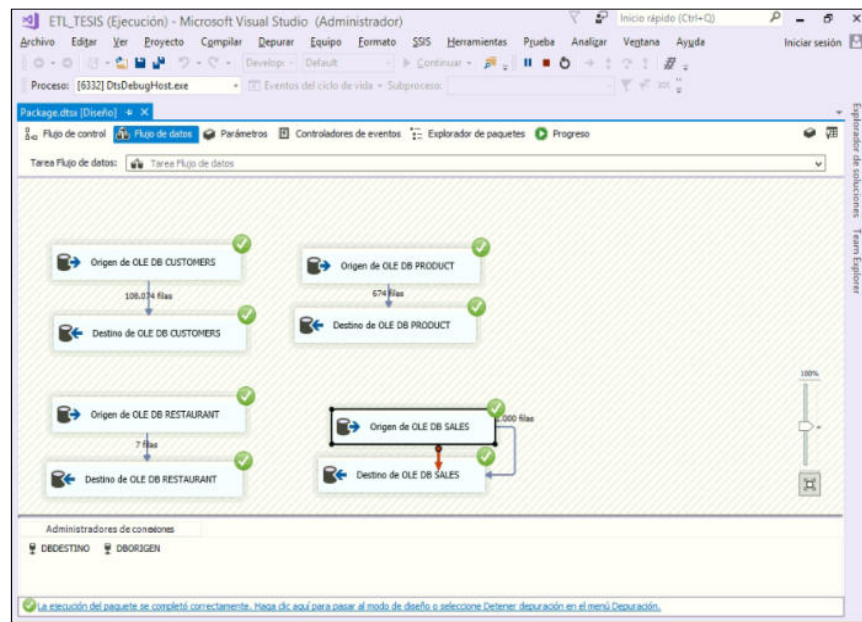 ETL_TESIS (Ejecución) - Microsoft Visual Studio (Administrador)
Inicio rápido (Ctrl+Q)
Archivo Editar Ver Proyecto Compilar Depurar Equipo Formato SSIS Herramientas Prueba Analizar Ventana Ayuda
Iniciar sesión
Develop Default Continuar
Proceso: [6332] DtsDebugHost.exe Eventos del ciclo de vida Subproceso:
Package.dtsx [Diseño]
Flujo de control Flujo de datos Parámetros Controladores de eventos Explorador de paquetes Progreso
Tarea Flujo de datos: Tarea Flujo de datos
Origen de OLE DB CUSTOMERS
Origen de OLE DB PRODUCT
674 filas
Destino de OLE DB CUSTOMERS
Destino de OLE DB PRODUCT
Origen de OLE DB RESTAURANT
Origen de OLE DB SALES
.000 filas
7 filas
Destino de OLE DB RESTAURANT
Destino de OLE DB SALES
100%
Administradores de conexiones
DBDESTINO DBORIGEN
La ejecución del paquete se completó correctamente. Haga clic aquí para pasar al modo de diseño o seleccione Detener depuración en el menú Depuración.
Explorador de soluciones
Team Explorer